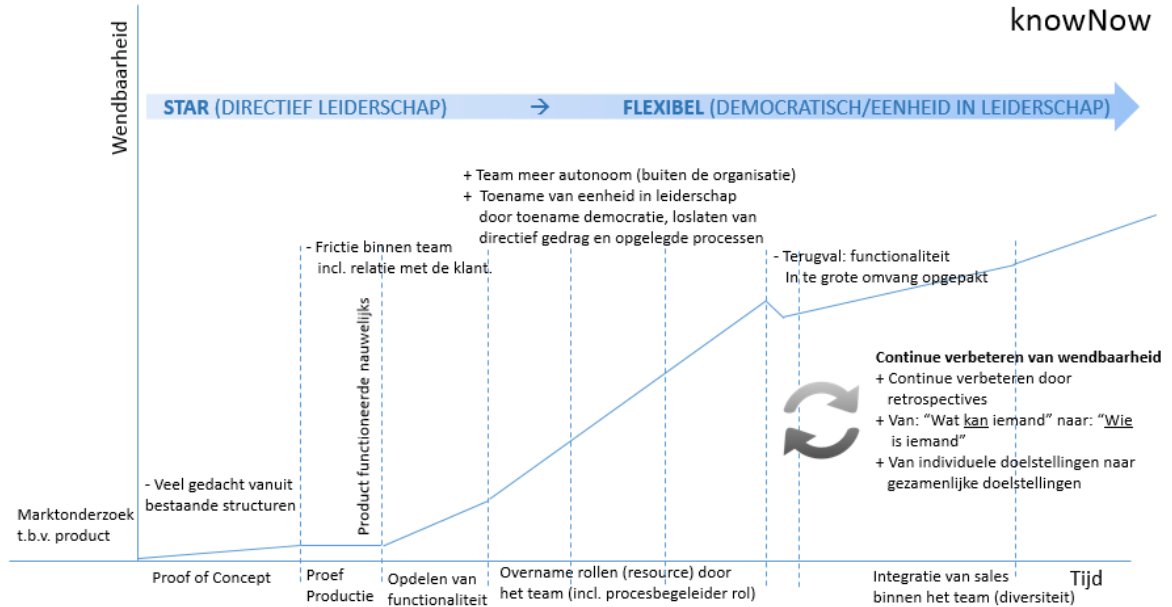 knowNow
Wendbaarheid
STAR (DIRECTIEF LEIDERSCHAP) → FLEXIBEL (DEMOCRATISCH/EENHEID IN LEIDERSCHAP)
+ Team meer autonoom (buiten de organisatie)
+ Toename van eenheid in leiderschap
door toename democratie, loslaten van
directief gedrag en opgelegde processen
- Frictie binnen team
incl. relatie met de klant.
- Terugval: functionaliteit
In te grote omvang opgepakt
Product functioneerde nauwelijks
Continue verbeteren van wendbaarheid
+ Continue verbeteren door
retrospectives
+ Van: “Wat kan iemand” naar: “Wie
is iemand”
+ Van individuele doelstellingen naar
gezamenlijke doelstellingen
- Veel gedacht vanuit
bestaande structuren
Marktonderzoek
t.b.v. product
Proof of Concept
Proef
Productie
Opdelen van
functionaliteit
Overname rollen (resource) door
het team (incl. procesbegeleider rol)
Integratie van sales
binnen het team (diversiteit)
Tijd